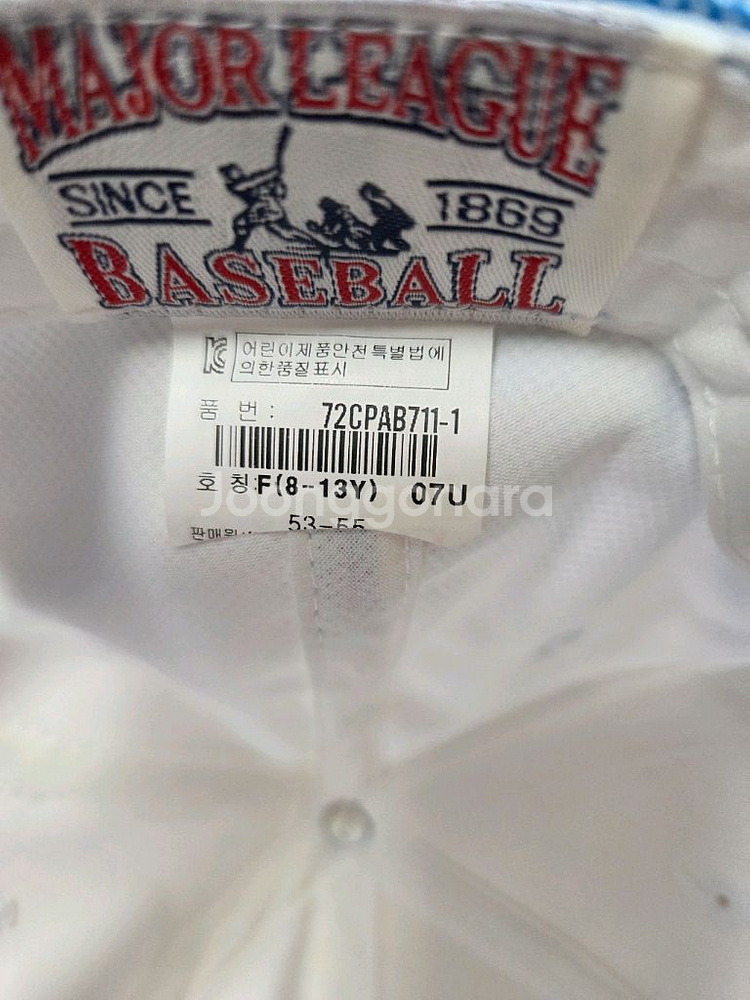 MAJOR LEAGUE
SINCE 1869
BASEBALL
어린이제품안전특별법에
의한품질표시
품 번 : 72CPAB711-1
호 칭:F(8--13Y) 07U
53-55
Joonggonara